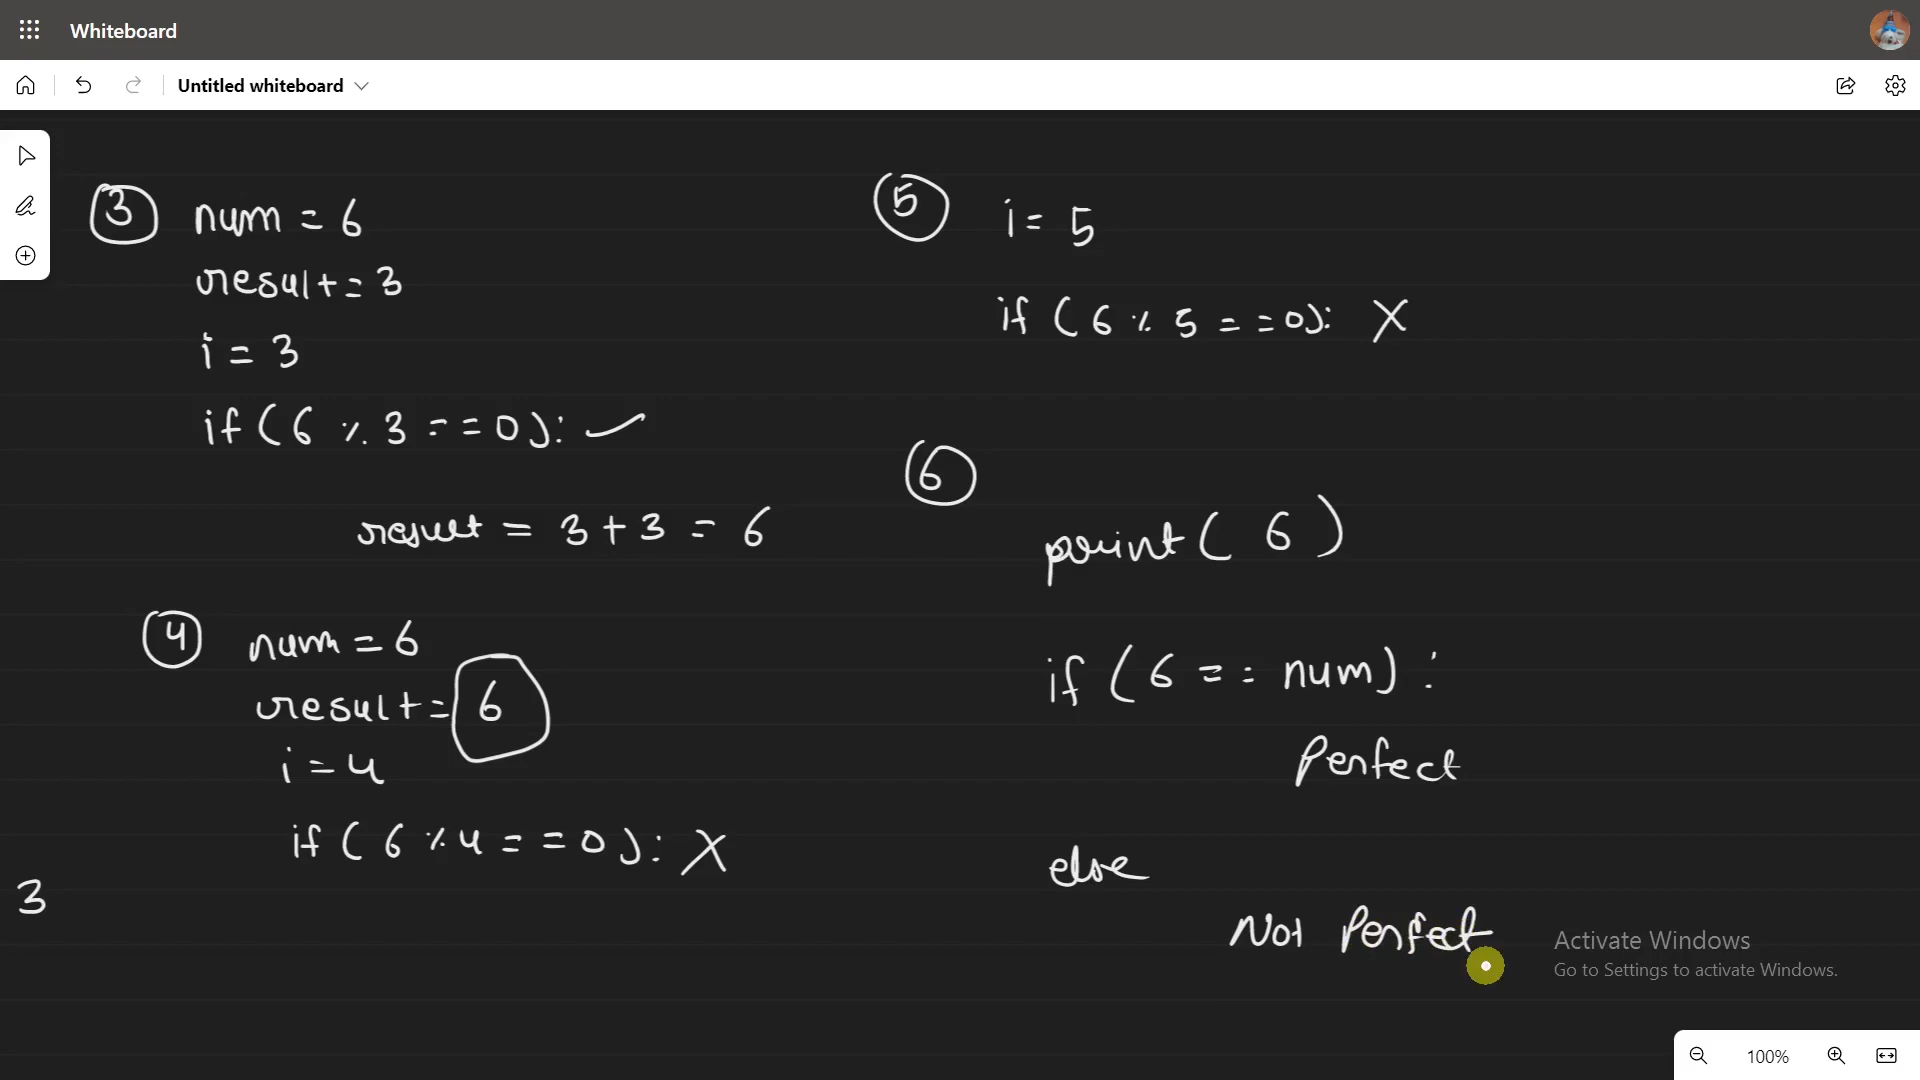 Whiteboard
Untitled whiteboard
3 num = 6
result = 3
i = 3
if (6 % 3 == 0):
result = 3 + 3 = 6
4 num = 6
result = 6
i = 4
if (6 % 4 == 0): X
3
5 i = 5
if (6 % 5 == 0): X
6
print( 6 )
if (6 == num) :
Perfect
else
Not Perfect
Activate Windows
Go to Settings to activate Windows.
100%